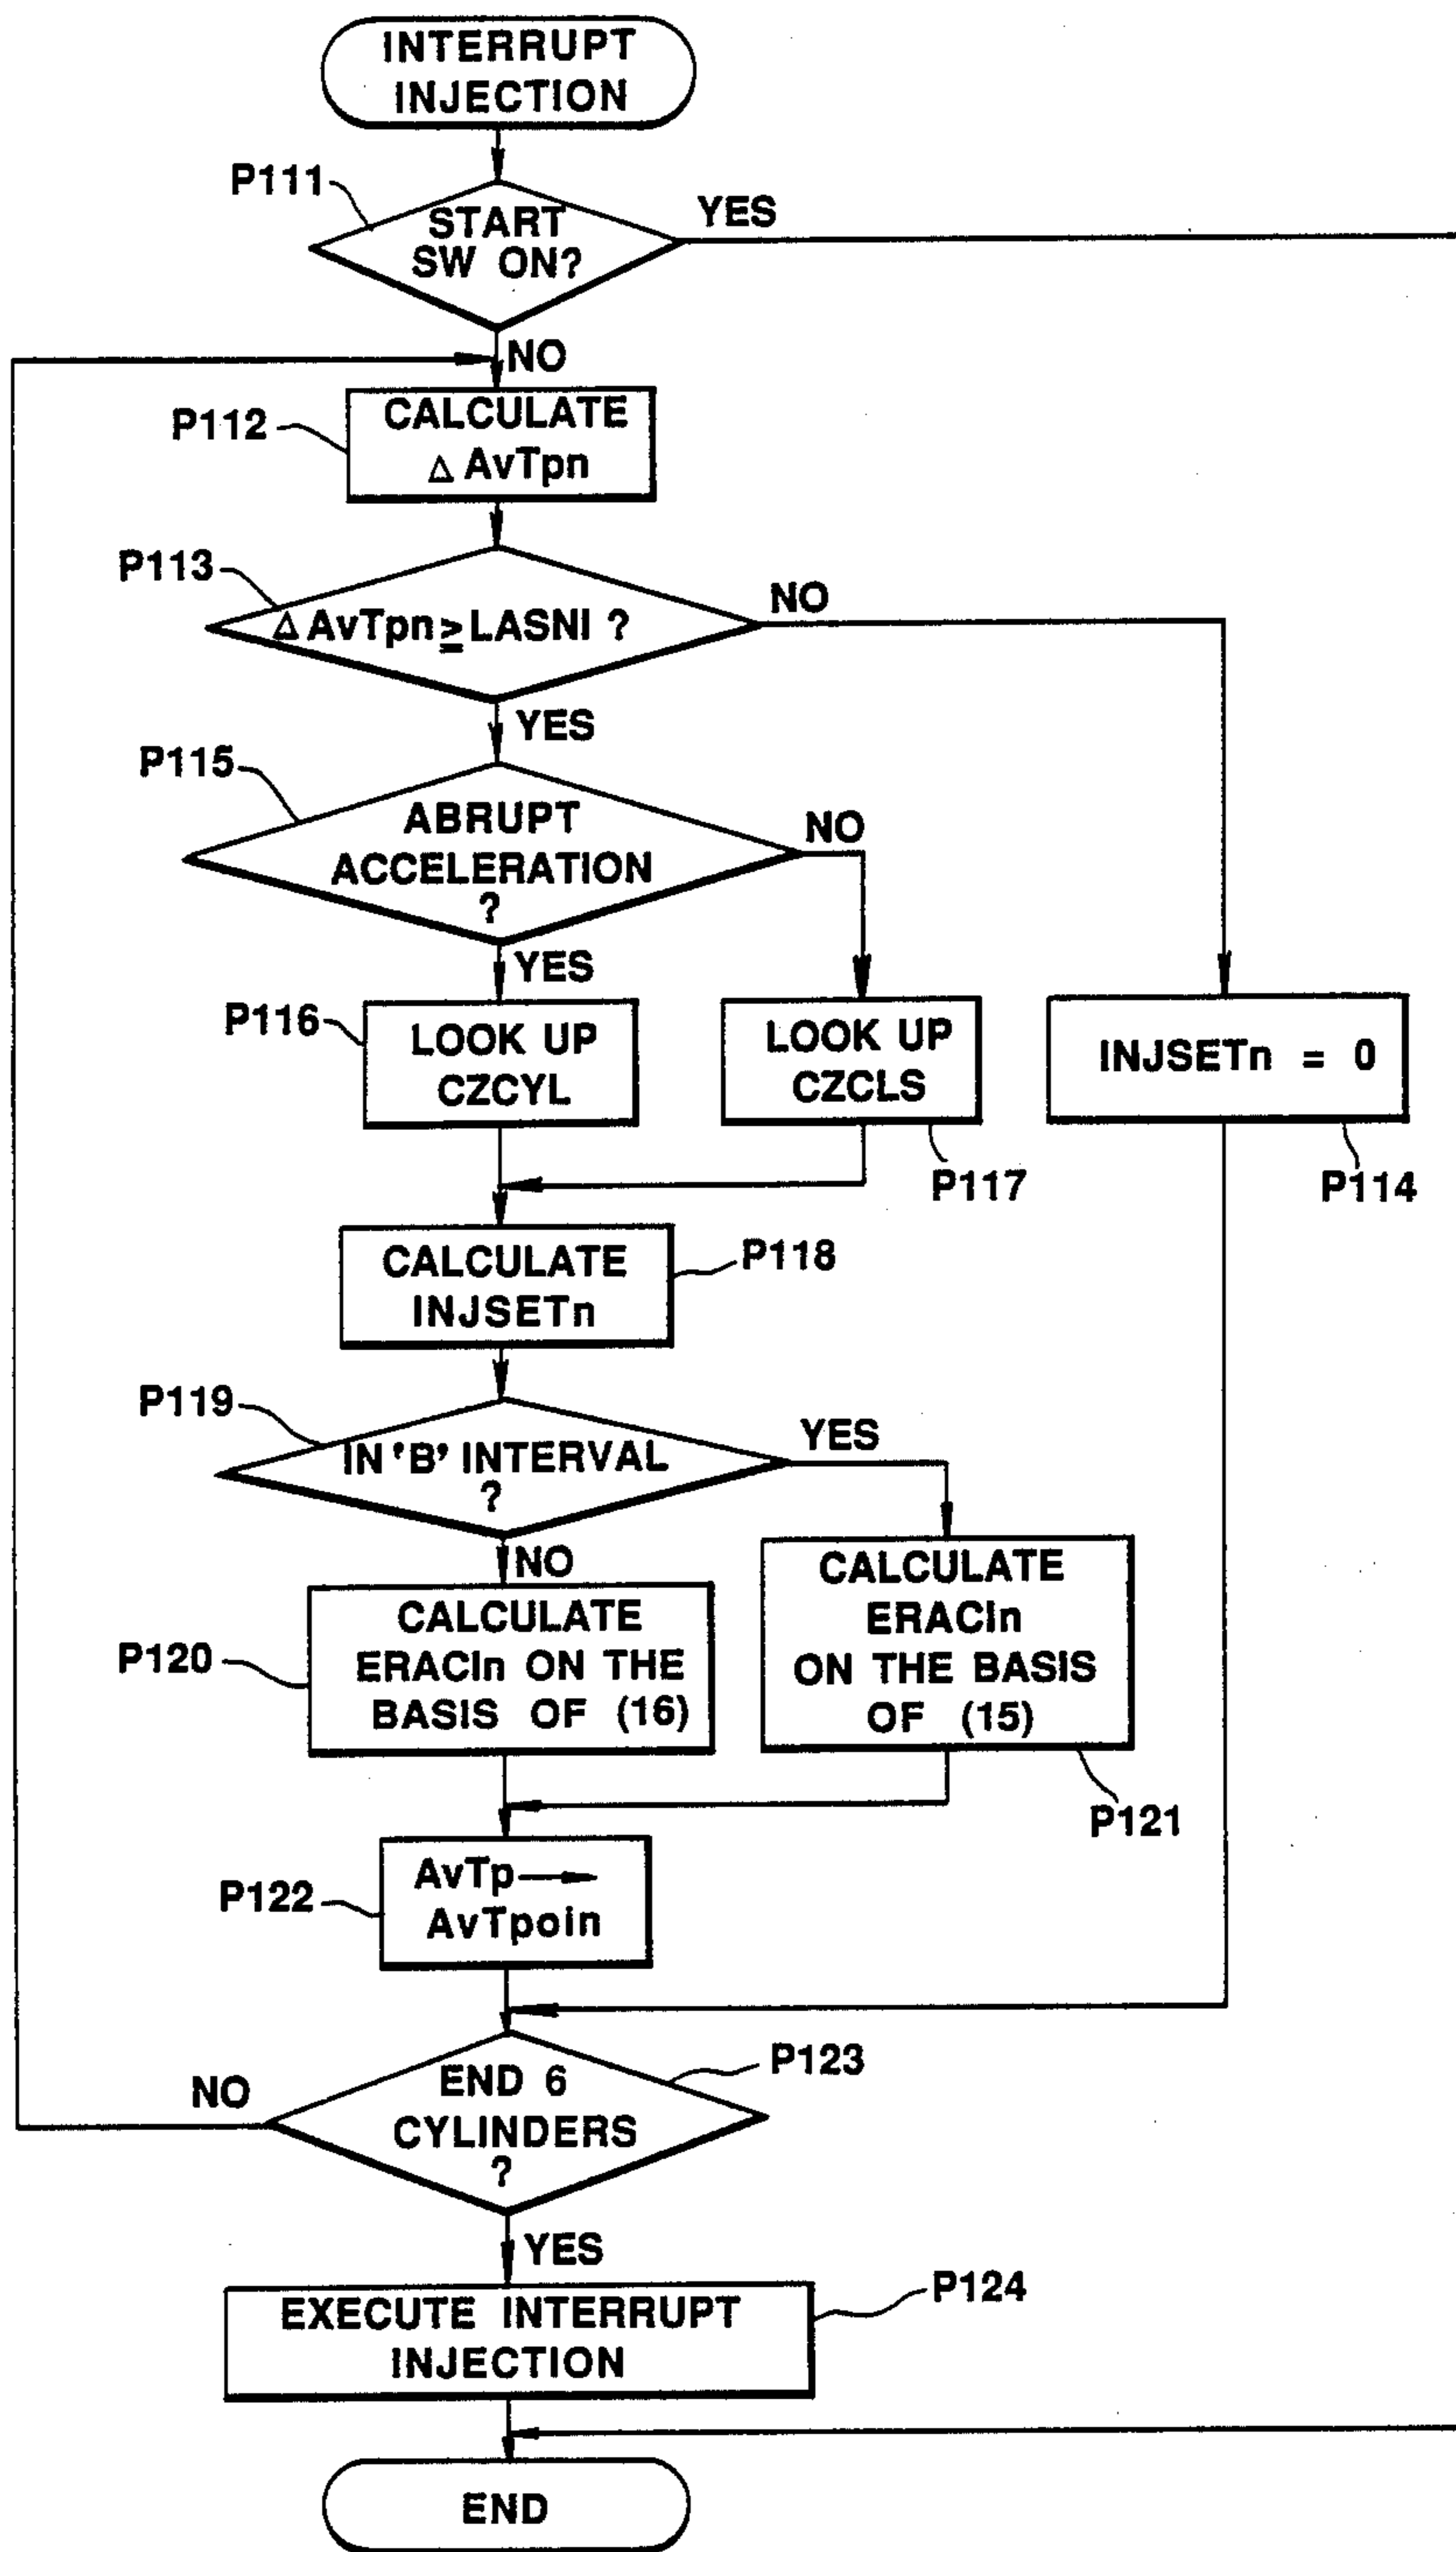 INTERRUPT
INJECTION
P111
START
SW ON?
YES
NO
P112
CALCULATE
△ AvTpn
P113
△ AvTpn ≧ LASNI ?
NO
YES
P115
ABRUPT
ACCELERATION
?
NO
YES
P116
LOOK UP
CZCYL
LOOK UP
CZCLS
INJSETn = 0
P117
P114
CALCULATE
INJSETn
P118
P119
IN 'B' INTERVAL
?
YES
NO
P120
CALCULATE
ERACIn ON THE
BASIS OF (16)
CALCULATE
ERACIn
ON THE BASIS
OF (15)
P121
P122
AvTp→
AvTpoin
P123
END 6
CYLINDERS
?
NO
YES
P124
EXECUTE INTERRUPT
INJECTION
END